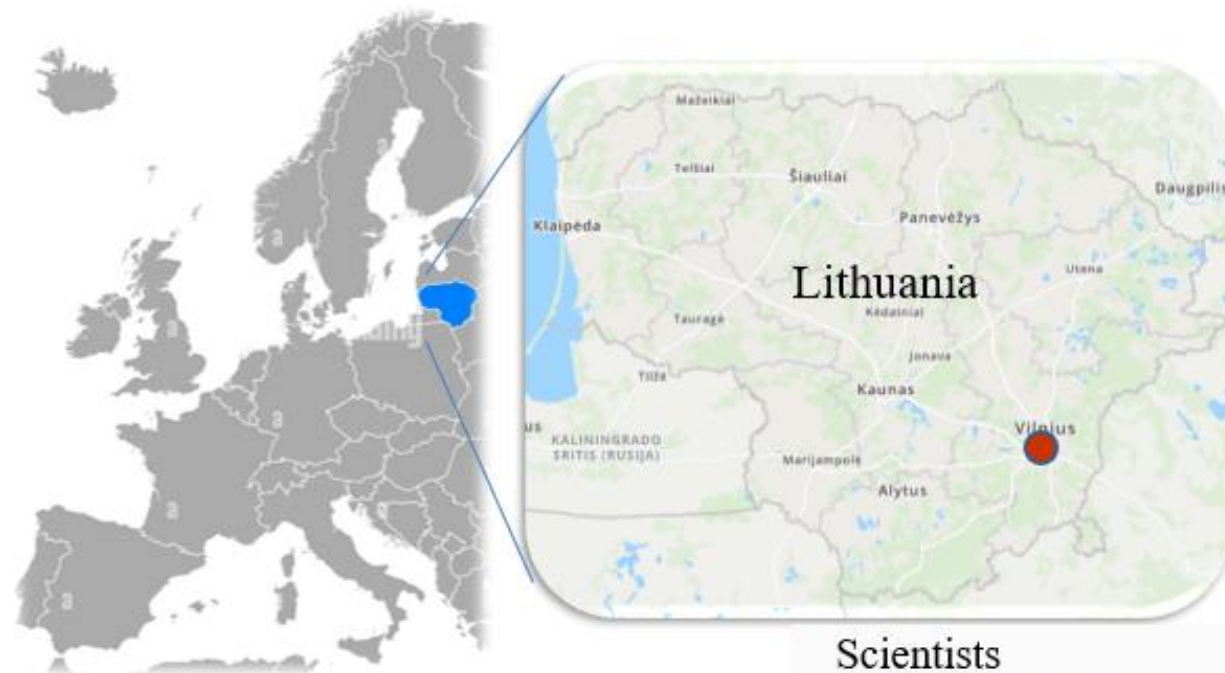 Mažeikiai
Telšiai
Šiauliai
Daugpilis
Klaipėda
Panevėžys
Lithuania
Utena
Kėdainiai
Tauragė
Jonava
Tilžė
Kaunas
us
KALININGRADO
SRITIS (RUSIJA)
Vilnius
Marijampolė
Alytus
Scientists